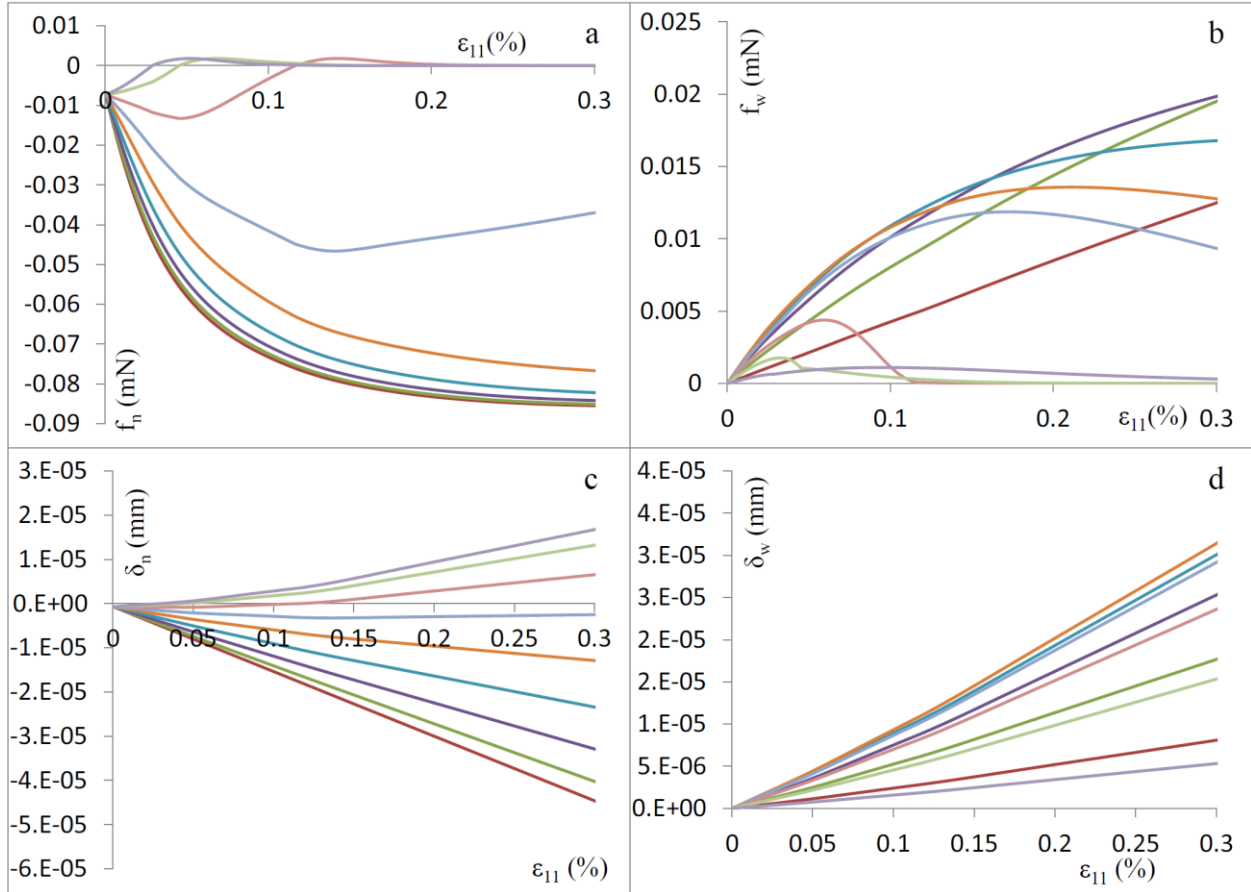 a
0.01
0
-0.01
-0.02
-0.03
-0.04
-0.05
-0.06
-0.07
-0.08
-0.09
0
0.1
0.2
0.3
ε11(%)
fn (mN)
b
0.025
0.02
0.015
0.01
0.005
0
0
0.1
0.2
0.3
ε11(%)
fw (mN)
c
3.E-05
2.E-05
1.E-05
0.E+00
-1.E-05
-2.E-05
-3.E-05
-4.E-05
-5.E-05
-6.E-05
0
0.05
0.1
0.15
0.2
0.25
0.3
ε11 (%)
δn (mm)
d
4.E-05
4.E-05
3.E-05
3.E-05
2.E-05
2.E-05
1.E-05
5.E-06
0.E+00
0
0.05
0.1
0.15
0.2
0.25
0.3
ε11 (%)
δw (mm)